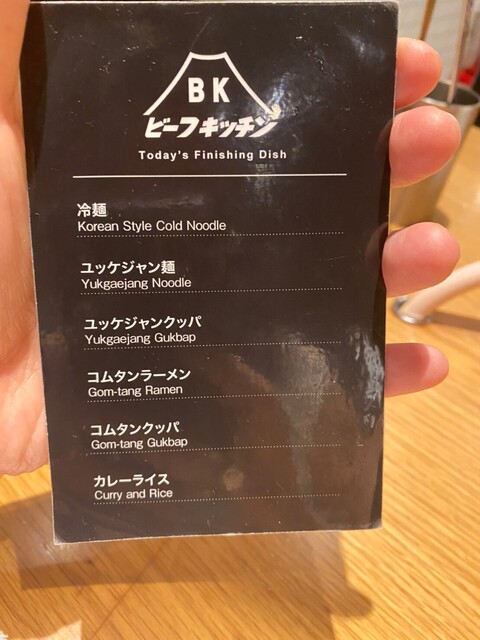 BK
ビーフキッチン
Today's Finishing Dish
冷麺
Korean Style Cold Noodle
ユッケジャン麺
Yukgaejang Noodle
ユッケジャンクッパ
Yukgaejang Gukbap
コムタンラーメン
Gom-tang Ramen
コムタンクッパ
Gom-tang Gukbap
カレーライス
Curry and Rice